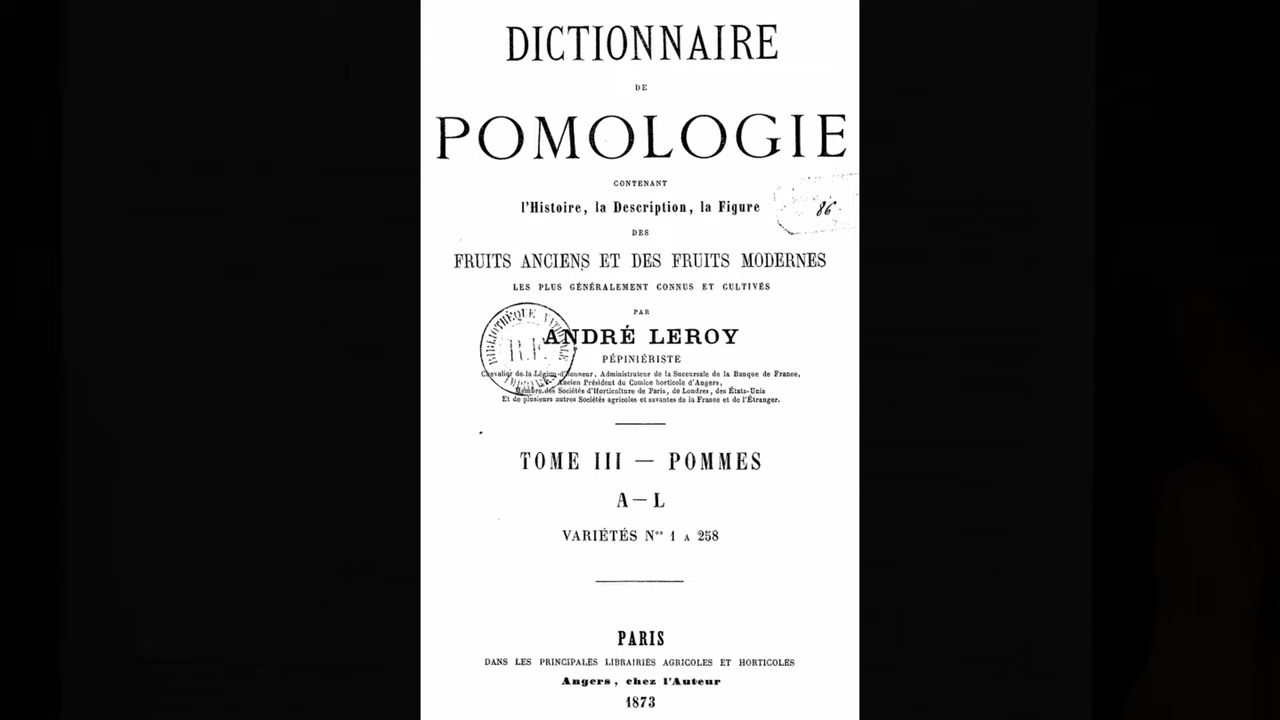 DICTIONNAIRE
DE
POMOLOGIE
CONTENANT
l'Histoire, la Description, la Figure
86
DES
FRUITS ANCIENS ET DES FRUITS MODERNES
LES PLUS GÉNÉRALEMENT CONNUS ET CULTIVÉS
PAR
BIBLIOTHÈQUE NATIONALE
R.F.
IMPRIMÉS
ANDRÉ LEROY
PÉPINIÉRISTE
Chevalier de la Légion-d'honneur, Administrateur de la Succursale de la Banque de France,
Ancien Président du Comice horticole d'Angers,
Membre des Sociétés d'Horticulture de Paris, de Londres, des États-Unis
Et de plusieurs autres Sociétés agricoles et savantes de la France et de l'Étranger.
TOME III — POMMES
A — L
VARIÉTÉS Nos 1 A 258
PARIS
DANS LES PRINCIPALES LIBRAIRIES AGRICOLES ET HORTICOLES
Angers, chez l'Auteur
1873